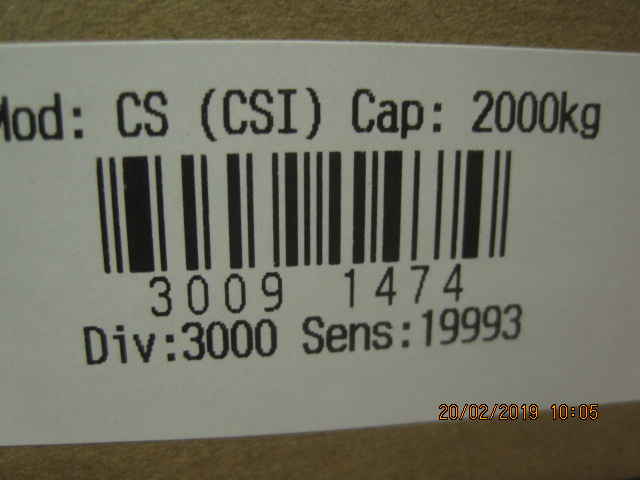 Mod: CS (CSI) Cap: 2000kg
3009 1474
Div:3000 Sens:19993
20/02/2019 10:05